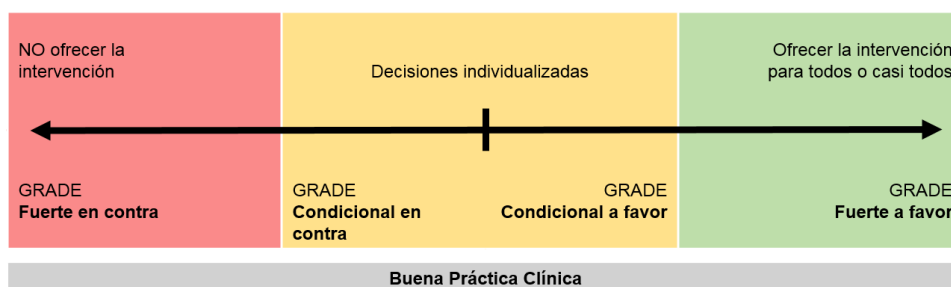 NO ofrecer la
intervención
Decisiones individualizadas
Ofrecer la intervención
para todos o casi todos
GRADE
Fuerte en contra
GRADE
Condicional en
contra
GRADE
Condicional a favor
GRADE
Fuerte a favor
Buena Práctica Clínica